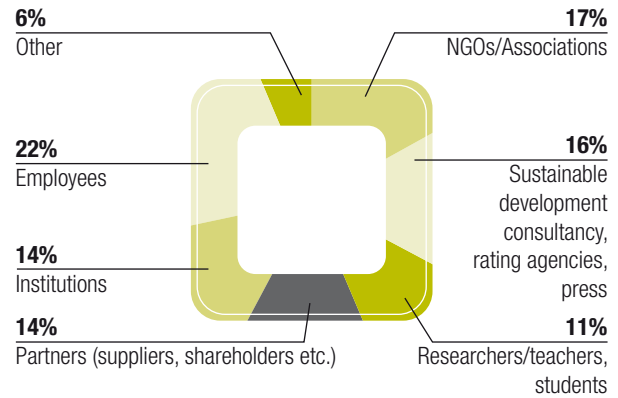 6%
Other
17%
NGOs/Associations
22%
Employees
16%
Sustainable
development
consultancy,
rating agencies,
press
14%
Institutions
14%
Partners (suppliers, shareholders etc.)
11%
Researchers/teachers,
students